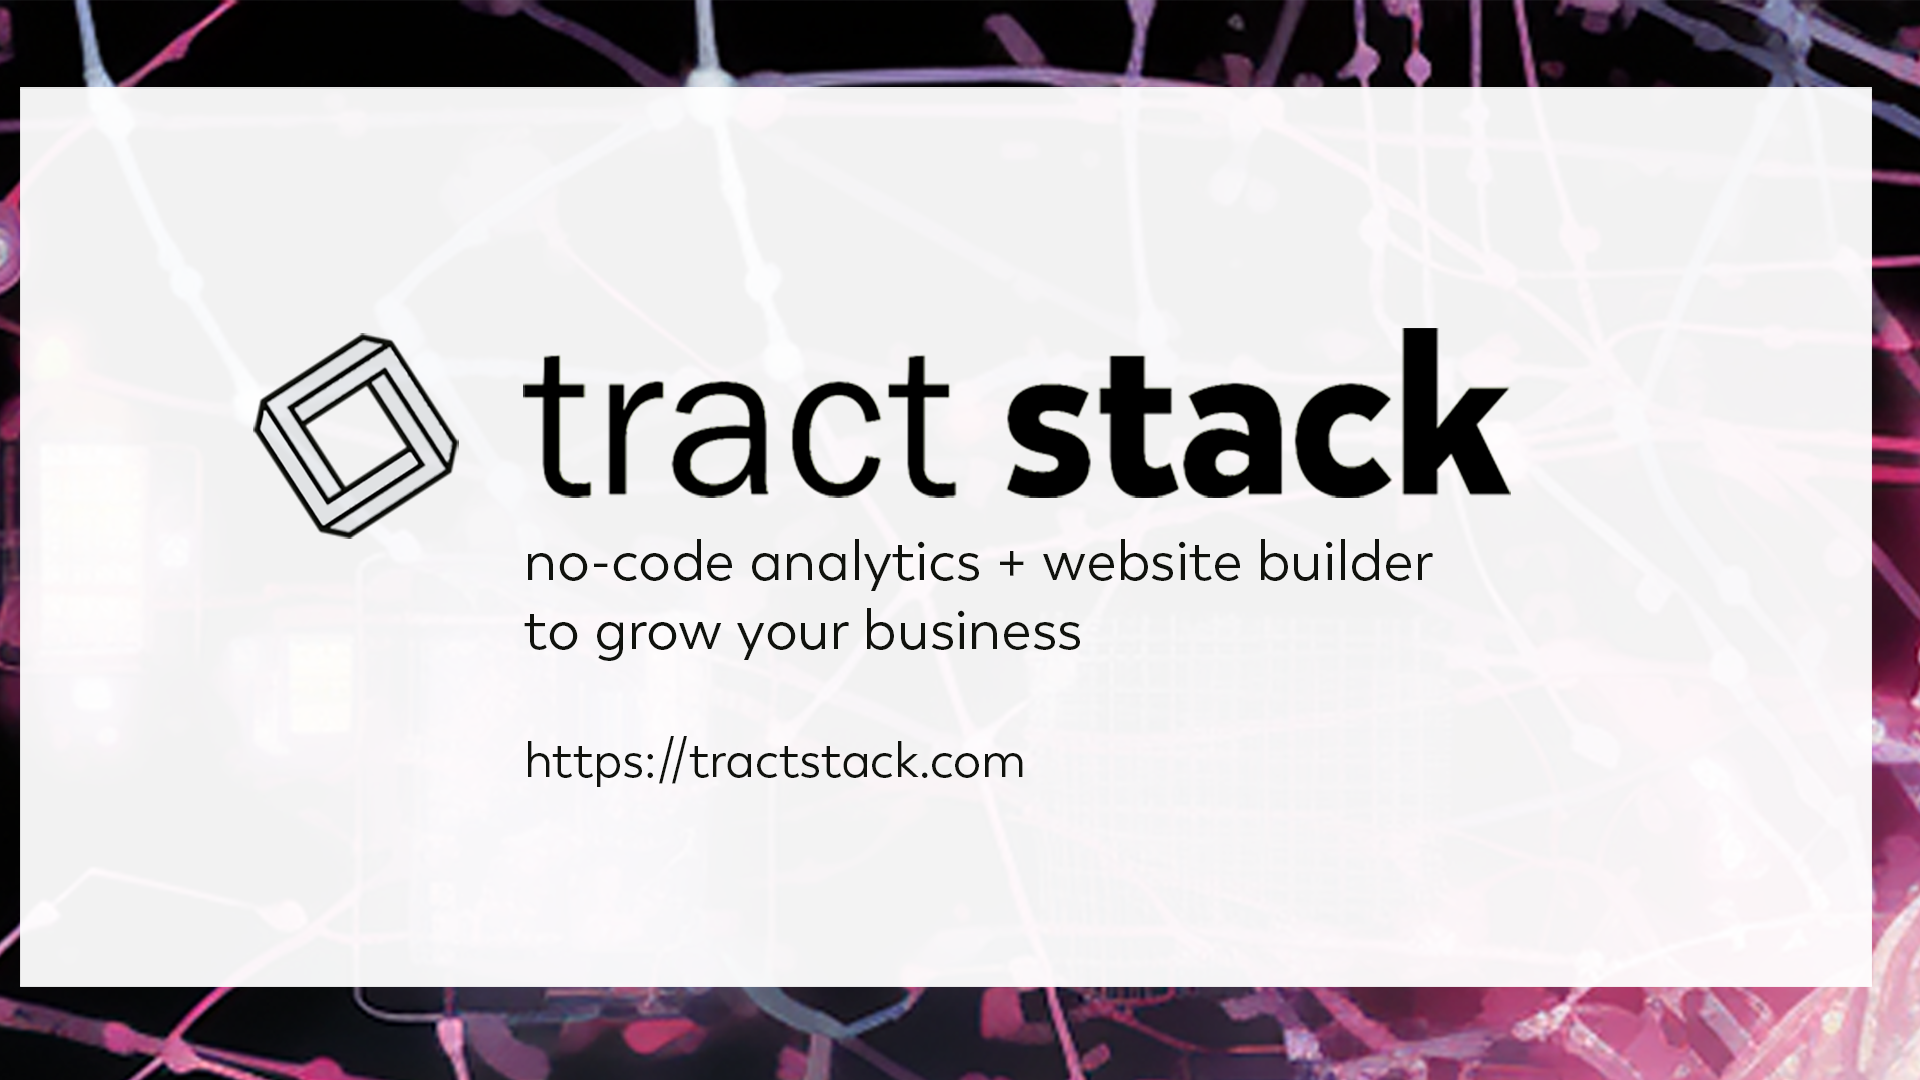 tract stack
no-code analytics + website builder
to grow your business
https://tractstack.com